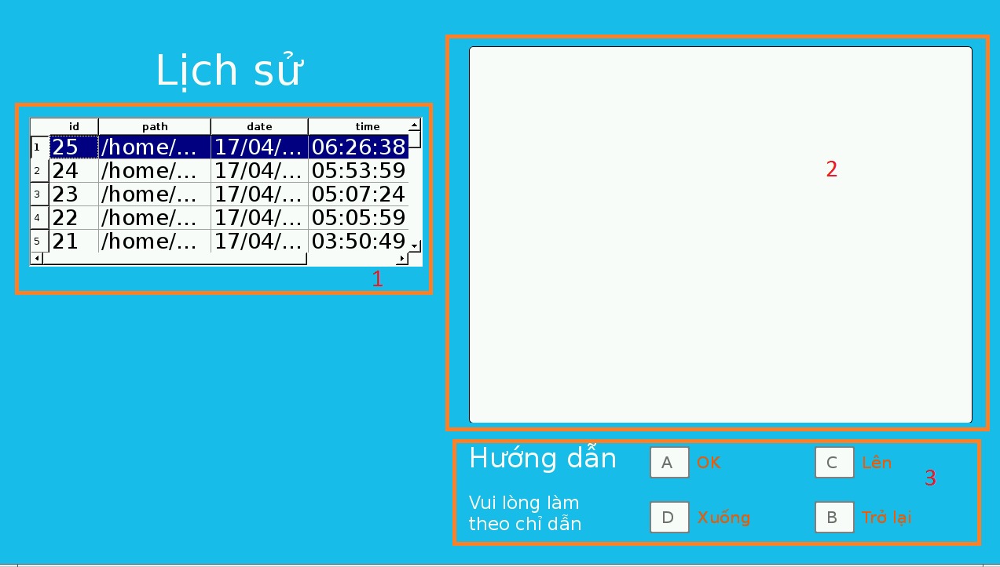 Lịch sử
id path date time
1 25 /home/... 17/04/... 06:26:38
2 24 /home/... 17/04/... 05:53:59
3 23 /home/... 17/04/... 05:07:24
4 22 /home/... 17/04/... 05:05:59
5 21 /home/... 17/04/... 03:50:49
1
2
Hướng dẫn
A OK
C Lên
3
Vui lòng làm
theo chỉ dẫn
D Xuống
B Trở lại